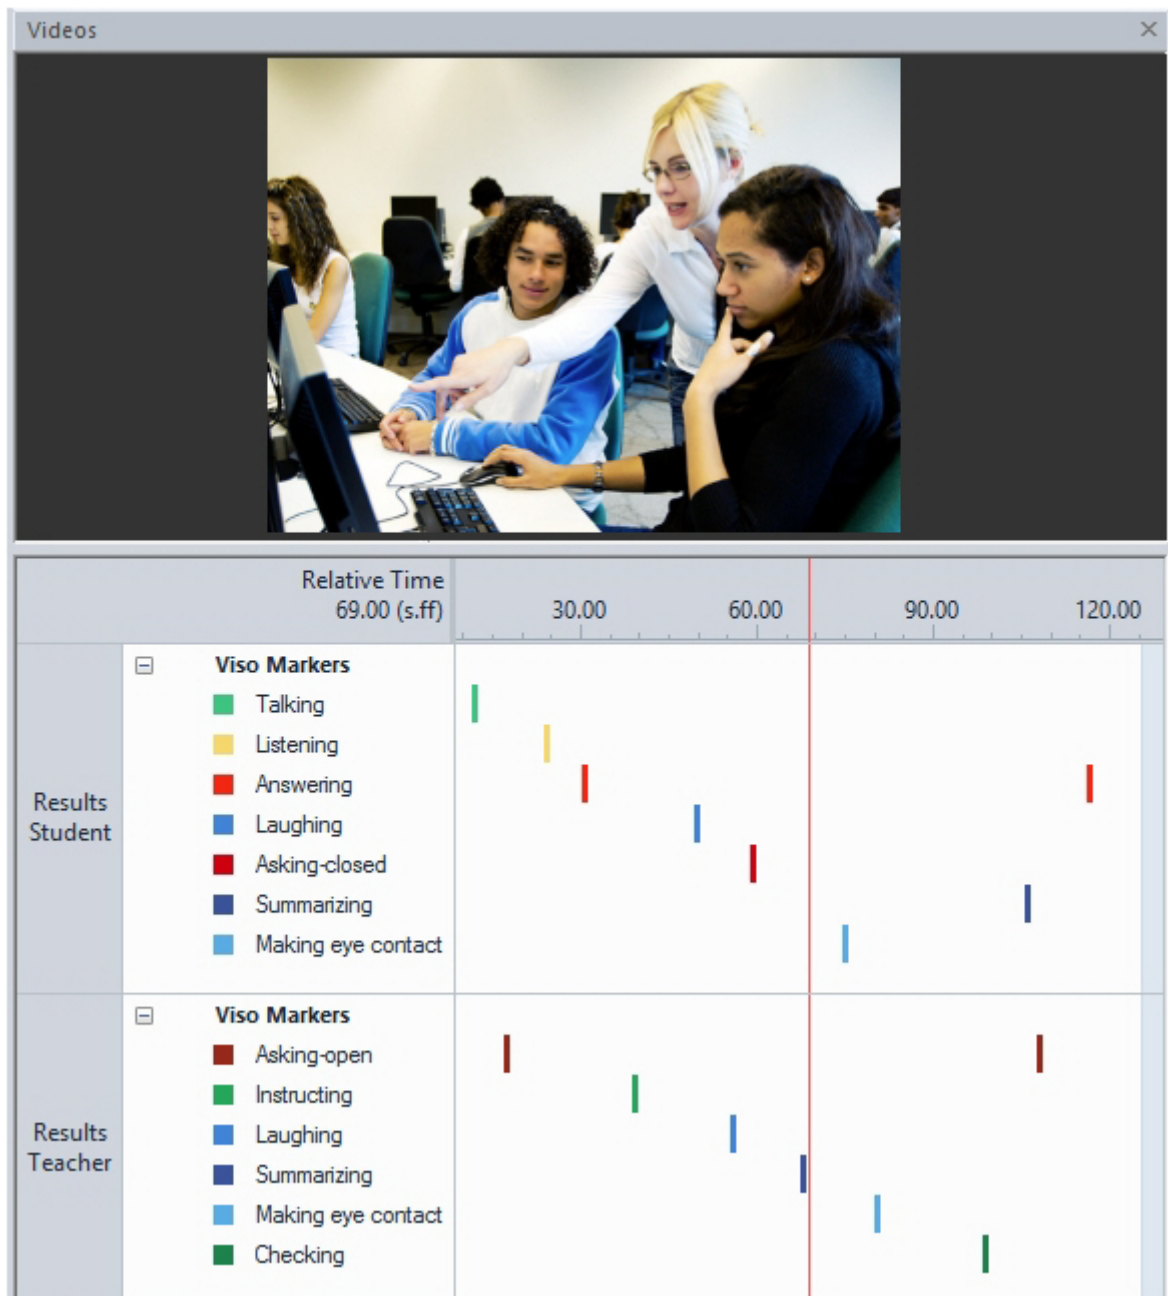 Videos
Relative Time
69.00 (s.ff)
30.00 60.00 90.00 120.00
Results
Student
Viso Markers
Talking
Listening
Answering
Laughing
Asking-closed
Summarizing
Making eye contact
Results
Teacher
Viso Markers
Asking-open
Instructing
Laughing
Summarizing
Making eye contact
Checking